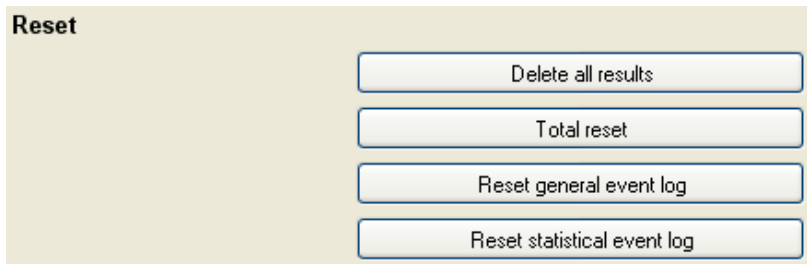 Reset
Delete all results
Total reset
Reset general event log
Reset statistical event log